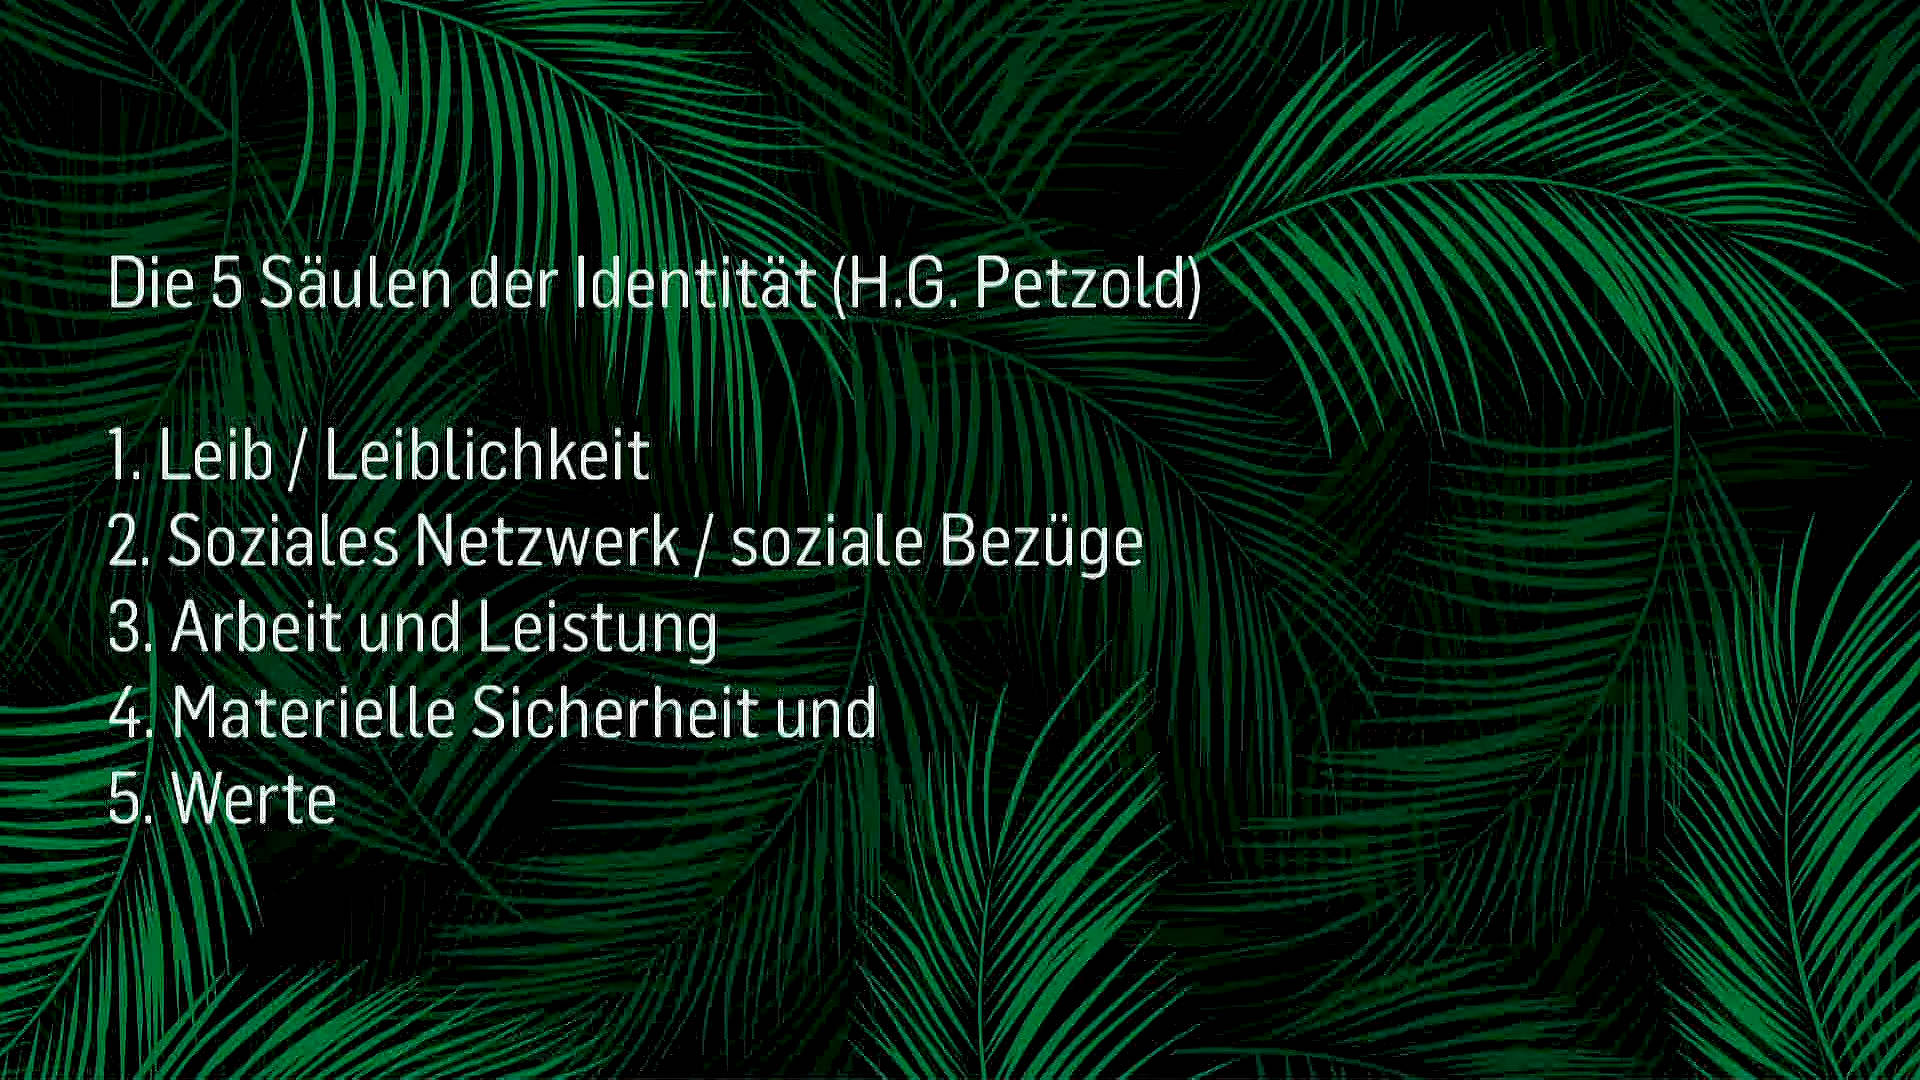 Die 5 Säulen der Identität (H.G. Petzold)
1. Leib / Leiblichkeit
2. Soziales Netzwerk / soziale Bezüge
3. Arbeit und Leistung
4. Materielle Sicherheit und
5. Werte